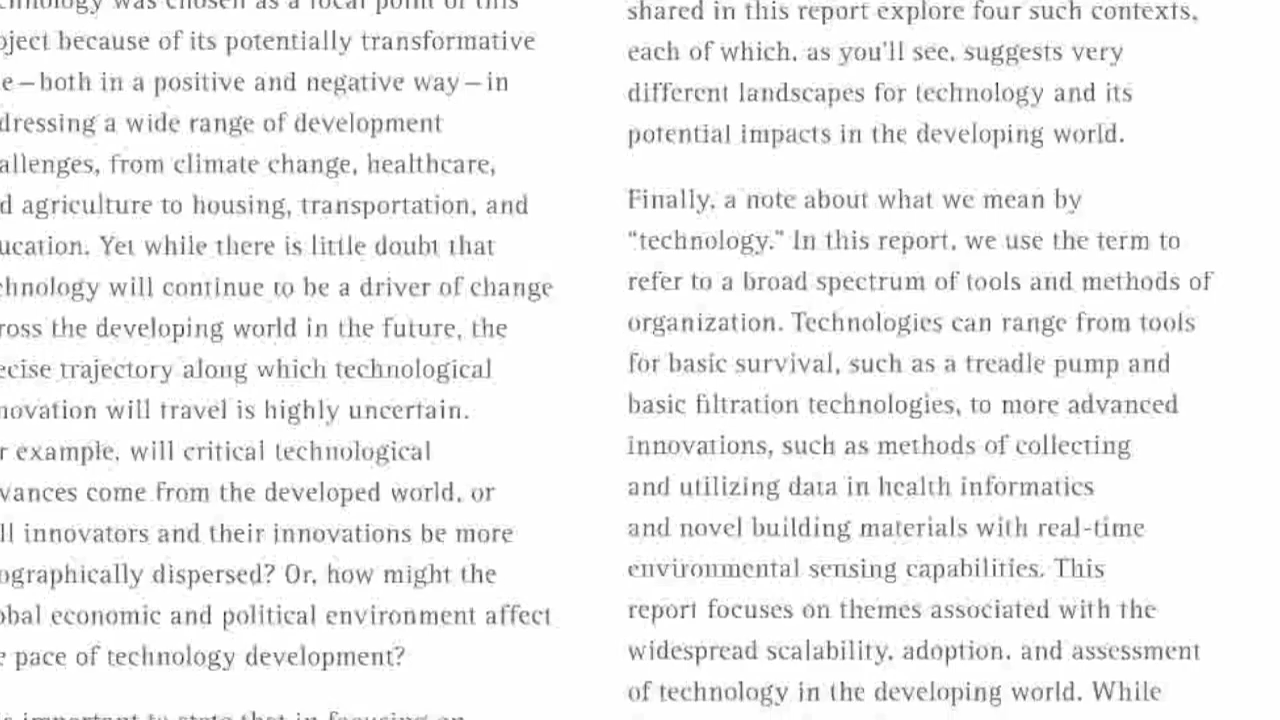 chnology was chosen as a focal point of this
oject because of its potentially transformative
e – both in a positive and negative way – in
dressing a wide range of development
allenges, from climate change, healthcare,
d agriculture to housing, transportation, and
ucation. Yet while there is little doubt that
chnology will continue to be a driver of change
ross the developing world in the future, the
ecise trajectory along which technological
novation will travel is highly uncertain.
r example, will critical technological
vances come from the developed world, or
ll innovators and their innovations be more
ographically dispersed? Or, how might the
obal economic and political environment affect
e pace of technology development?
s important to state that in focusing on
shared in this report explore four such contexts,
each of which, as you'll see, suggests very
different landscapes for technology and its
potential impacts in the developing world.
Finally, a note about what we mean by
“technology.” In this report, we use the term to
refer to a broad spectrum of tools and methods of
organization. Technologies can range from tools
for basic survival, such as a treadle pump and
basic filtration technologies, to more advanced
innovations, such as methods of collecting
and utilizing data in health informatics
and novel building materials with real-time
environmental sensing capabilities. This
report focuses on themes associated with the
widespread scalability, adoption, and assessment
of technology in the developing world. While